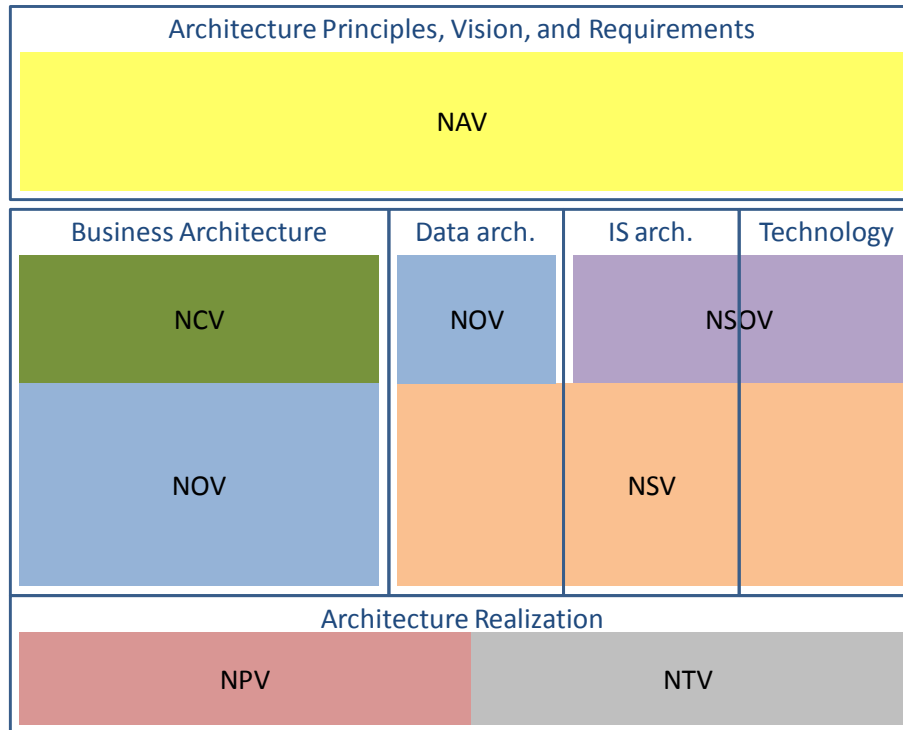 Architecture Principles, Vision, and Requirements
NAV
Business Architecture
Data arch.
IS arch.
Technology
NCV
NOV
NSOV
NOV
NSV
Architecture Realization
NPV
NTV